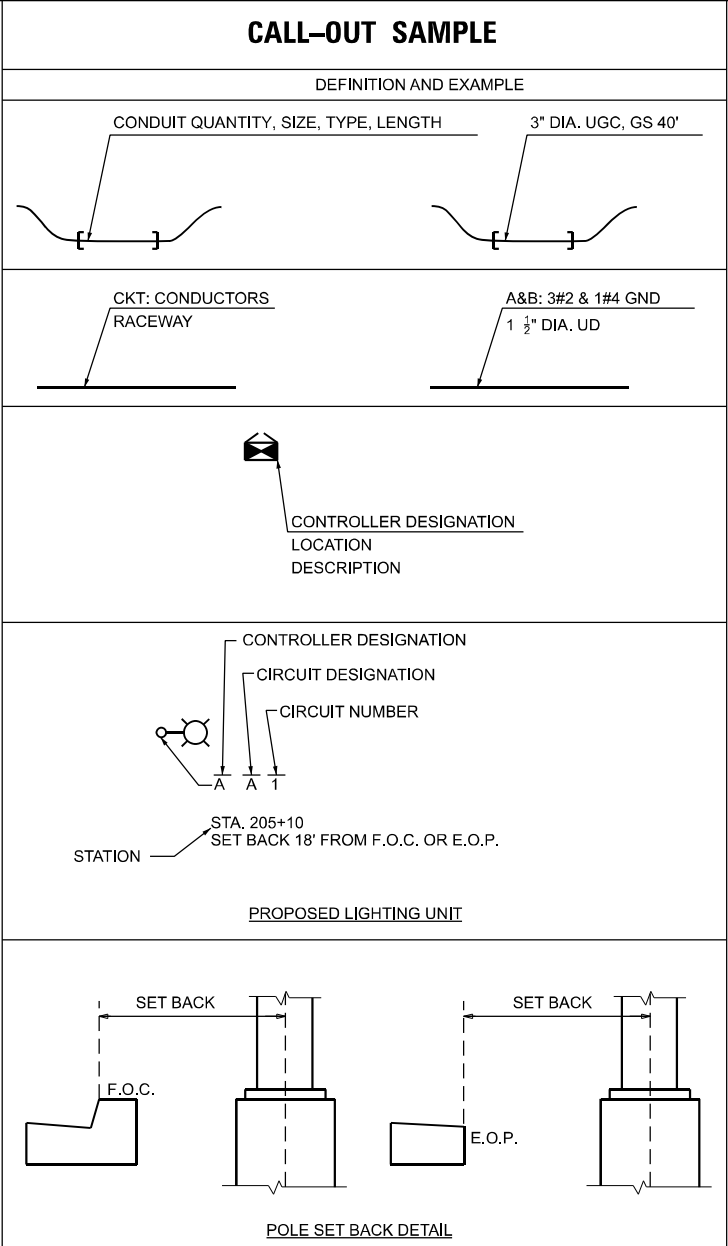 CALL–OUT SAMPLE
DEFINITION AND EXAMPLE
CONDUIT QUANTITY, SIZE, TYPE, LENGTH
3" DIA. UGC, GS 40'
CKT: CONDUCTORS
RACEWAY
A&B: 3#2 & 1#4 GND
1 1/2" DIA. UD
CONTROLLER DESIGNATION
LOCATION
DESCRIPTION
CONTROLLER DESIGNATION
CIRCUIT DESIGNATION
CIRCUIT NUMBER
A A 1
STA. 205+10
SET BACK 18' FROM F.O.C. OR E.O.P.
STATION
PROPOSED LIGHTING UNIT
SET BACK
F.O.C.
SET BACK
E.O.P.
POLE SET BACK DETAIL